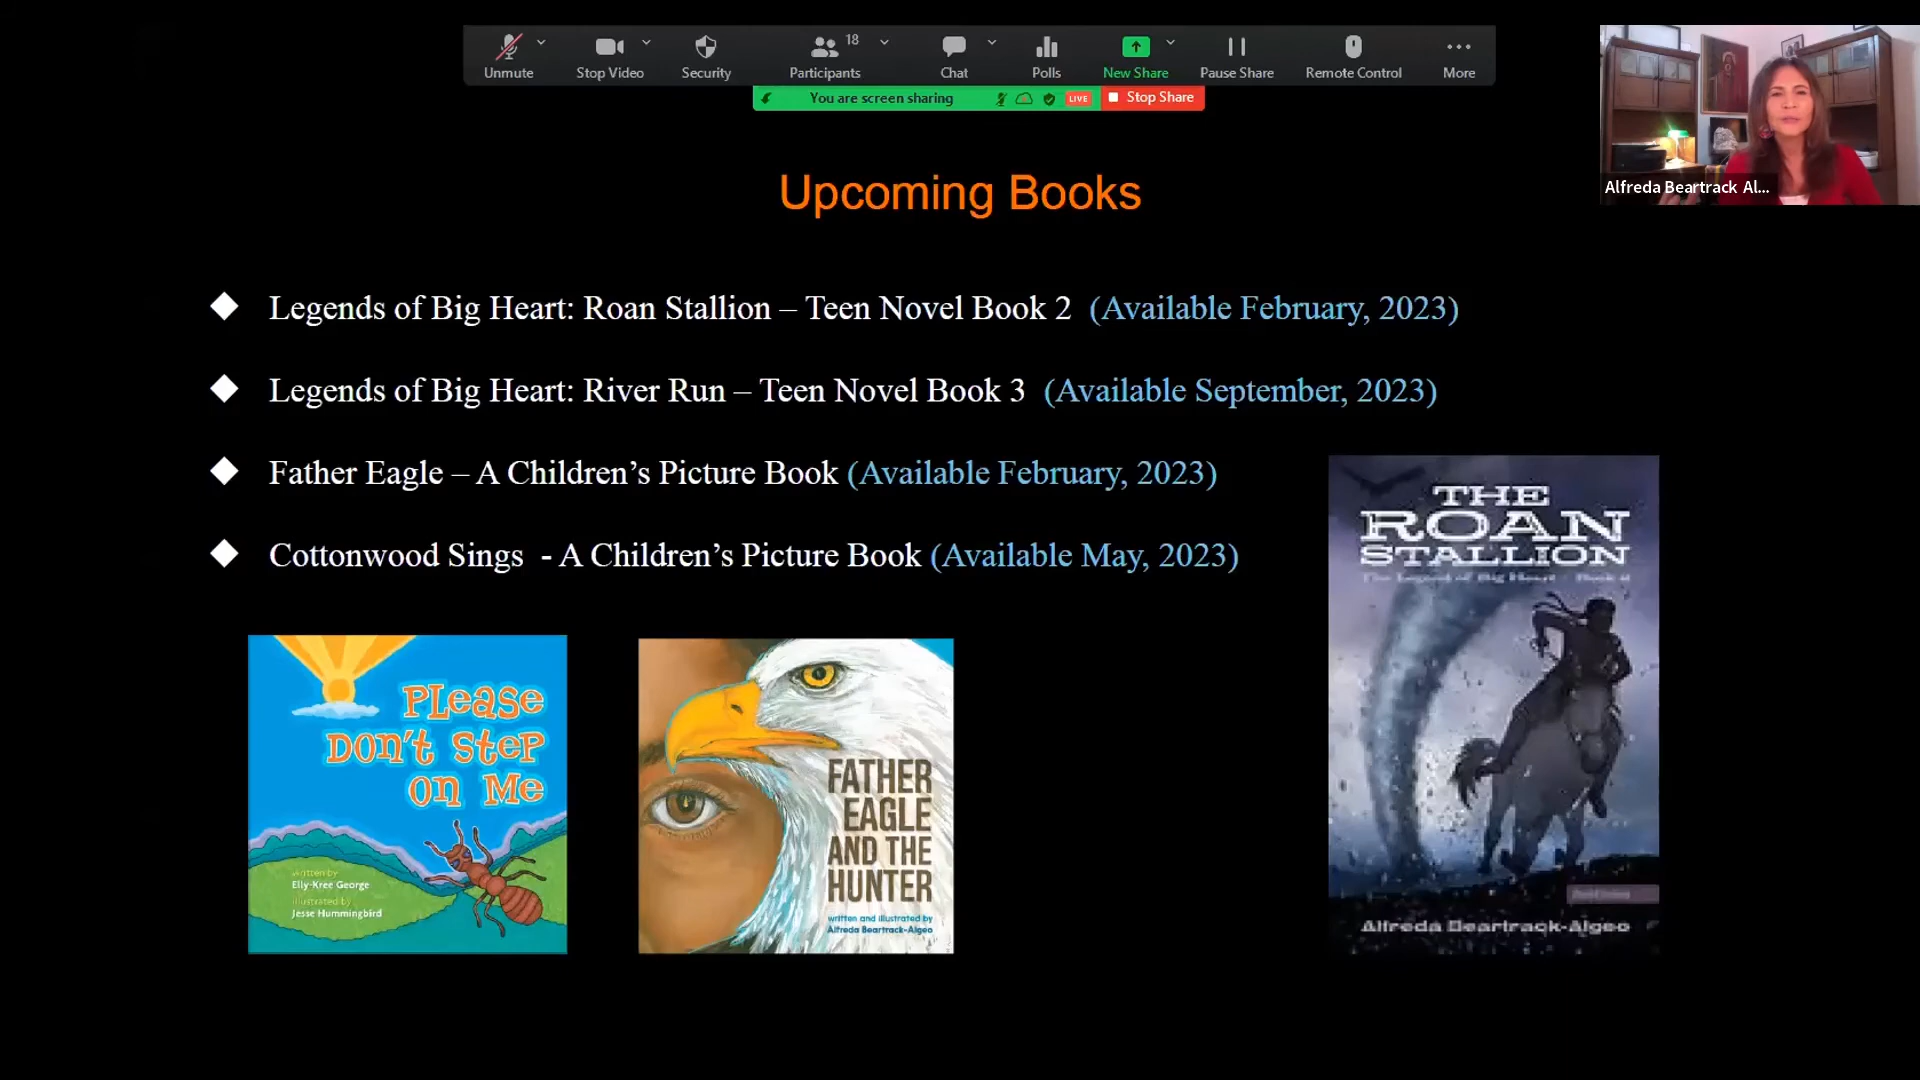 18
Unmute
Stop Video
Security
Participants
Chat
Polls
New Share
Pause Share
Remote Control
More
You are screen sharing
LIVE
Stop Share
Alfreda Beartrack Al...
Upcoming Books
Legends of Big Heart: Roan Stallion – Teen Novel Book 2 (Available February, 2023)
Legends of Big Heart: River Run – Teen Novel Book 3 (Available September, 2023)
Father Eagle – A Children’s Picture Book (Available February, 2023)
Cottonwood Sings - A Children’s Picture Book (Available May, 2023)
PLease
Don't Step
on Me
written by
Elly-Kree George
illustrated by
Jesse Hummingbird
FATHER
EAGLE
AND THE
HUNTER
written and illustrated by
Alfreda Beartrack-Algeo
THE
ROAN
STALLION
The Legend of Big Heart
Alfreda Beartrack-Algeo